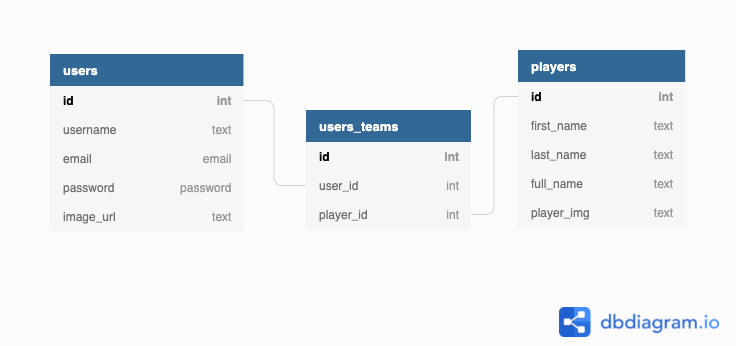 users
id int
username text
email email
password password
image_url text
users_teams
id int
user_id int
player_id int
players
id int
first_name text
last_name text
full_name text
player_img text
dbdiagram.io